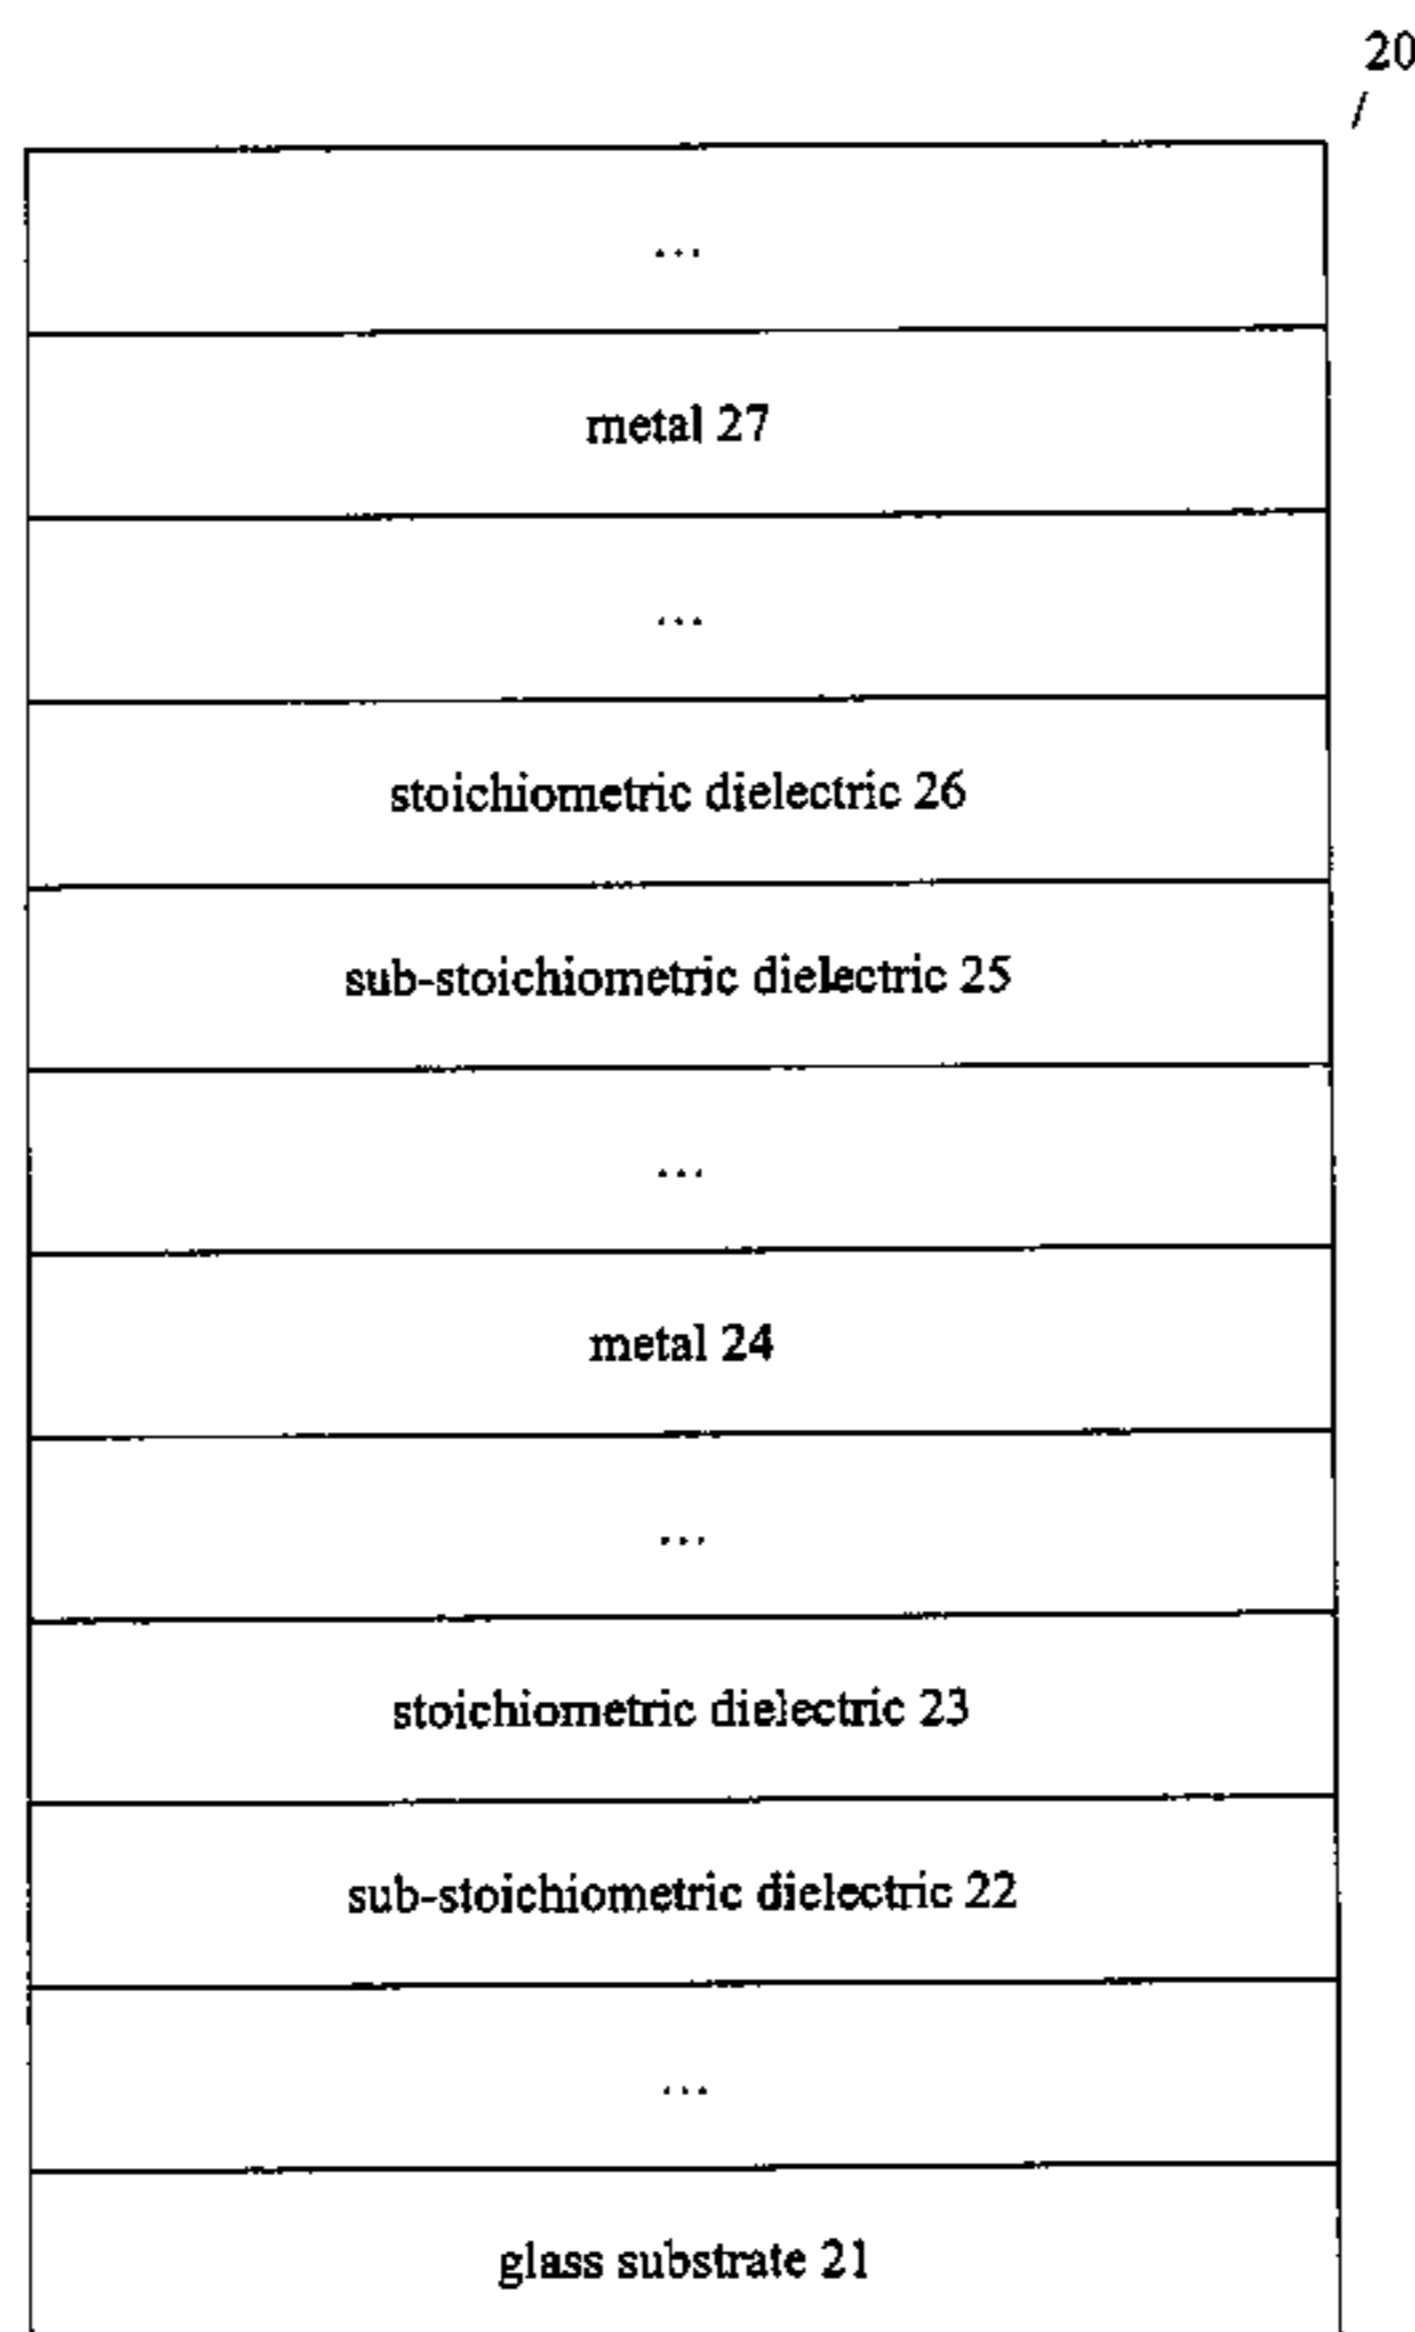 20
...
metal 27
...
stoichiometric dielectric 26
sub-stoichiometric dielectric 25
...
metal 24
...
stoichiometric dielectric 23
sub-stoichiometric dielectric 22
...
glass substrate 21